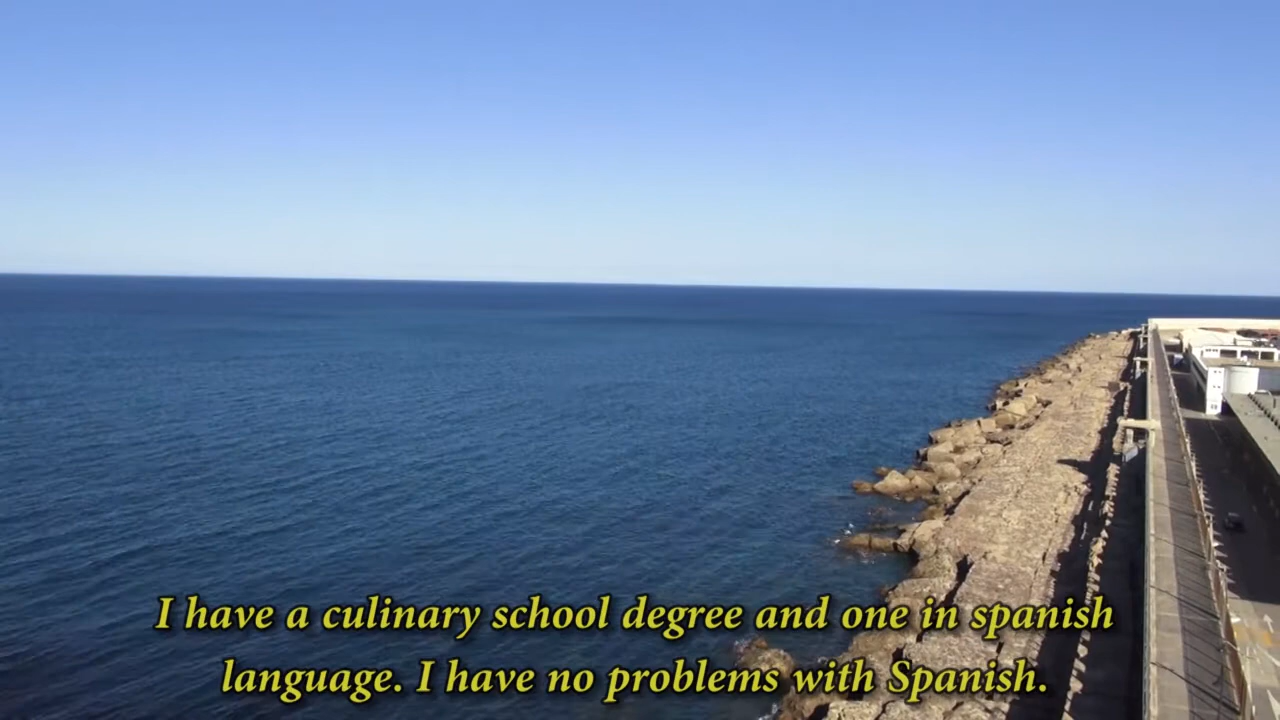 I have a culinary school degree and one in spanish
language. I have no problems with Spanish.